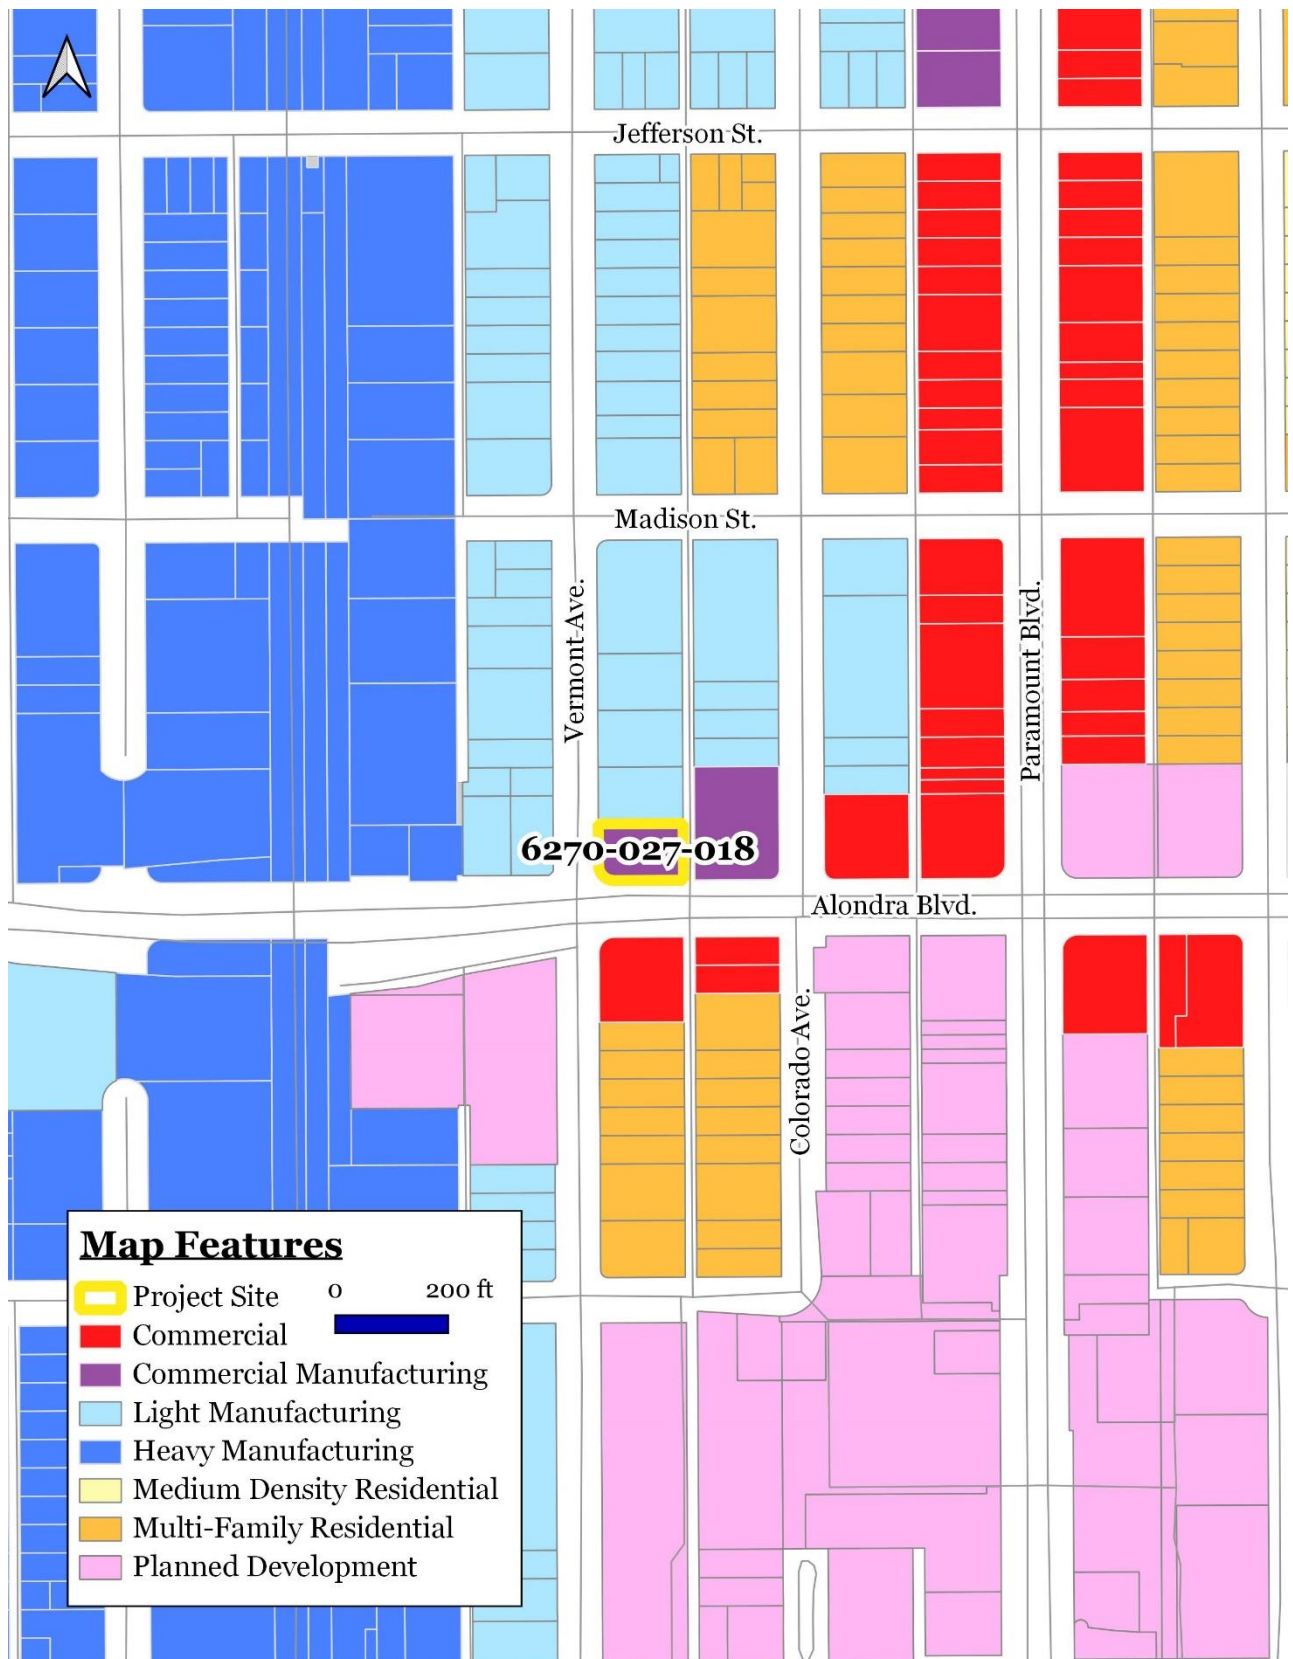 Jefferson St.
Madison St.
Vermont Ave.
Paramount Blvd.
6270-027-018
Alondra Blvd.
Colorado Ave.
Map Features
Project Site
0 200 ft
Commercial
Commercial Manufacturing
Light Manufacturing
Heavy Manufacturing
Medium Density Residential
Multi-Family Residential
Planned Development